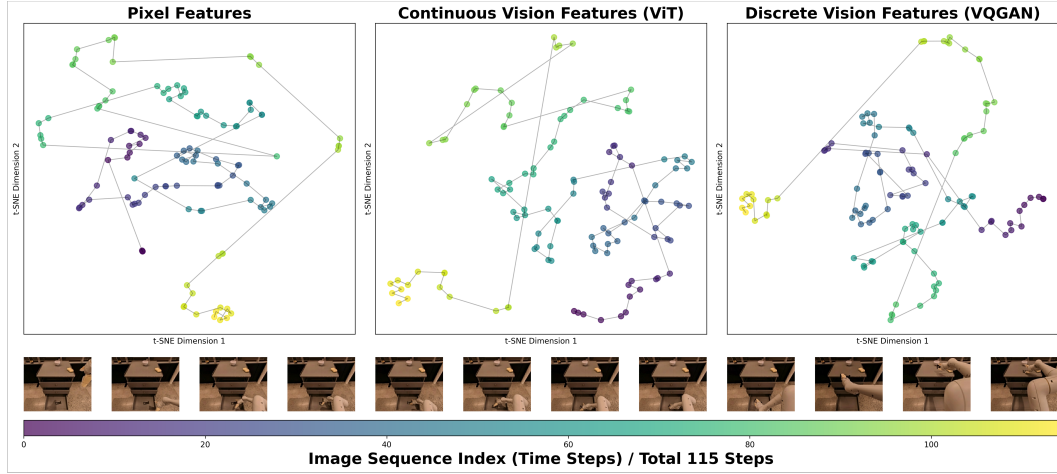 Pixel Features
Continuous Vision Features (ViT)
Discrete Vision Features (VQGAN)
t-SNE Dimension 2
t-SNE Dimension 2
t-SNE Dimension 2
t-SNE Dimension 1
t-SNE Dimension 1
t-SNE Dimension 1
0 20 40 60 80 100
Image Sequence Index (Time Steps) / Total 115 Steps